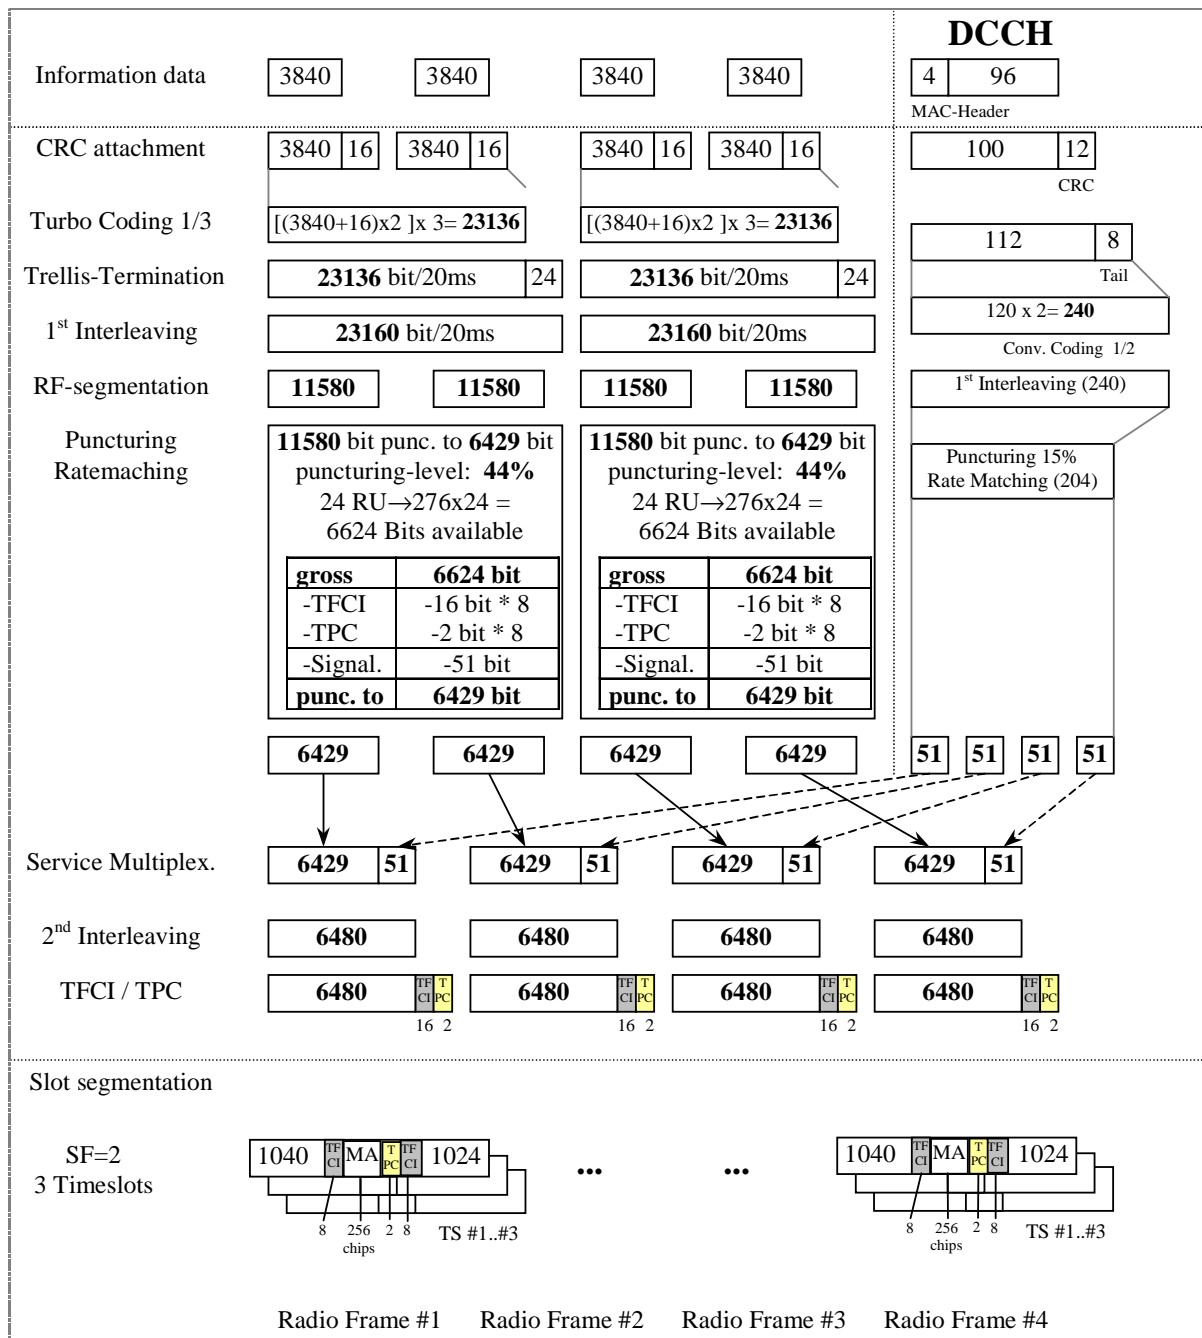 DCCH
Information data 3840 3840 3840 3840 4 96
MAC-Header
CRC attachment 3840 16 3840 16 3840 16 3840 16 100 12
CRC
Turbo Coding 1/3 [(3840+16)x2 ]x 3= 23136 [(3840+16)x2 ]x 3= 23136
112 8
Trellis-Termination 23136 bit/20ms 24 23136 bit/20ms 24
Tail
120 x 2= 240
1st Interleaving 23160 bit/20ms 23160 bit/20ms
Conv. Coding 1/2
RF-segmentation 11580 11580 11580 11580 1st Interleaving (240)
Puncturing 11580 bit punc. to 6429 bit 11580 bit punc. to 6429 bit
Ratemaching puncturing-level: 44% puncturing-level: 44% Puncturing 15%
Rate Matching (204)
24 RU→276x24 = 24 RU→276x24 =
6624 Bits available 6624 Bits available
gross 6624 bit gross 6624 bit
-TFCI -16 bit * 8 -TFCI -16 bit * 8
-TPC -2 bit * 8 -TPC -2 bit * 8
-Signal. -51 bit -Signal. -51 bit
punc. to 6429 bit punc. to 6429 bit
6429 6429 6429 6429 51 51 51 51
Service Multiplex. 6429 51 6429 51 6429 51 6429 51
2nd Interleaving 6480 6480 6480 6480
TFCI / TPC 6480 TF CI T PC 6480 TF CI T PC 6480 TF CI T PC 6480 TF CI T PC
16 2 16 2 16 2 16 2
Slot segmentation
SF=2 1040 TF CI MA T PC TF CI 1024 ... ... 1040 TF CI MA T PC TF CI 1024
3 Timeslots
8 256 2 8 TS #1..#3 8 256 2 8 TS #1..#3
chips chips
Radio Frame #1 Radio Frame #2 Radio Frame #3 Radio Frame #4